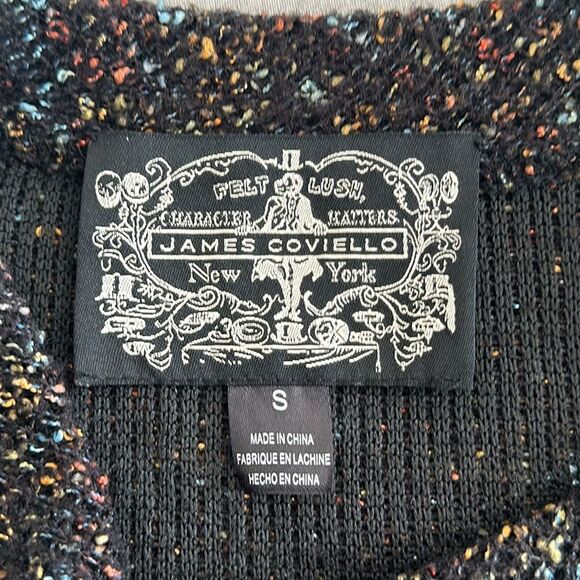 FELT LUSH,
CHARACTER MATTERS
JAMES COVIELLO
New York
S
MADE IN CHINA
FABRIQUE EN LACHINE
HECHO EN CHINA